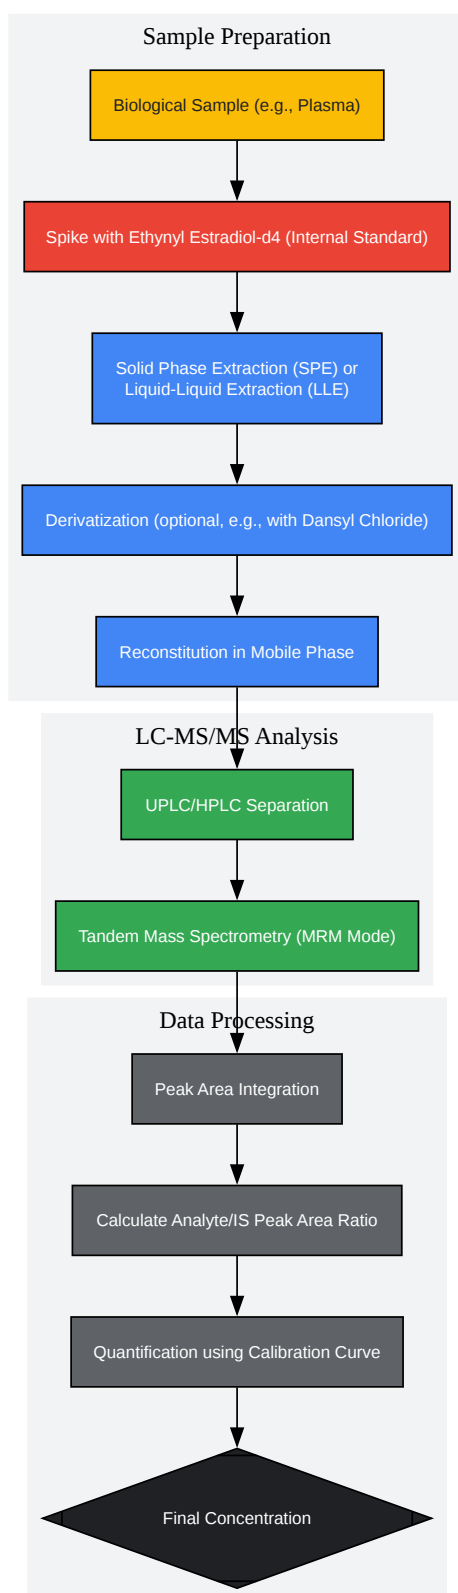 Sample Preparation
Biological Sample (e.g., Plasma)
Spike with Ethynyl Estradiol-d4 (Internal Standard)
Solid Phase Extraction (SPE) or
Liquid-Liquid Extraction (LLE)
Derivatization (optional, e.g., with Dansyl Chloride)
Reconstitution in Mobile Phase
LC-MS/MS Analysis
UPLC/HPLC Separation
Tandem Mass Spectrometry (MRM Mode)
Data Processing
Peak Area Integration
Calculate Analyte/IS Peak Area Ratio
Quantification using Calibration Curve
Final Concentration